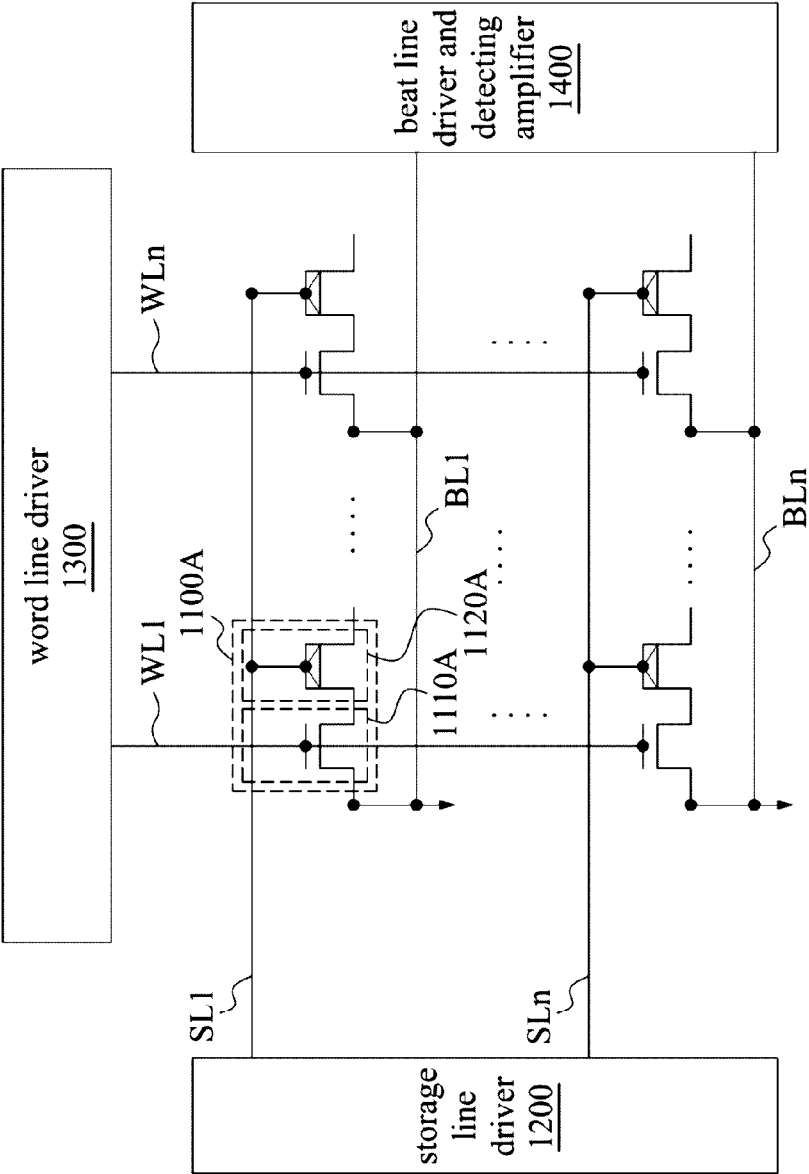 word line driver
1300
storage
line
driver
1200
beat line
driver and
detecting
amplifier
1400
SL1
WL1
1100A
1110A
1120A
BL1
WLn
SLn
BLn